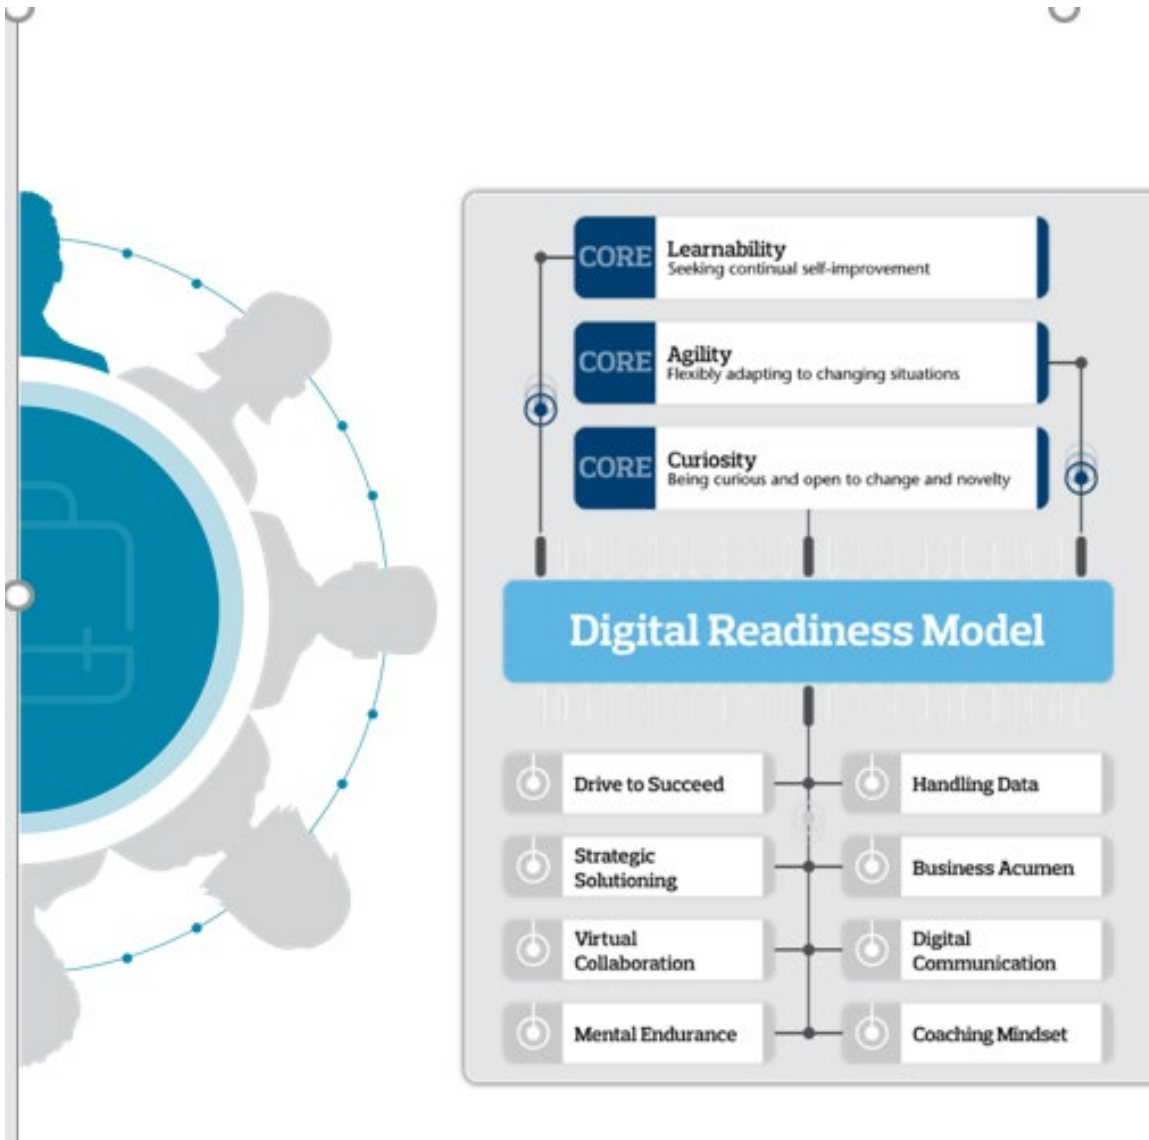 CORE
Learnability
Seeking continual self-improvement
CORE
Agility
Flexibly adapting to changing situations
CORE
Curiosity
Being curious and open to change and novelty
Digital Readiness Model
Drive to Succeed
Handling Data
Strategic
Solutioning
Business Acumen
Virtual
Collaboration
Digital
Communication
Mental Endurance
Coaching Mindset